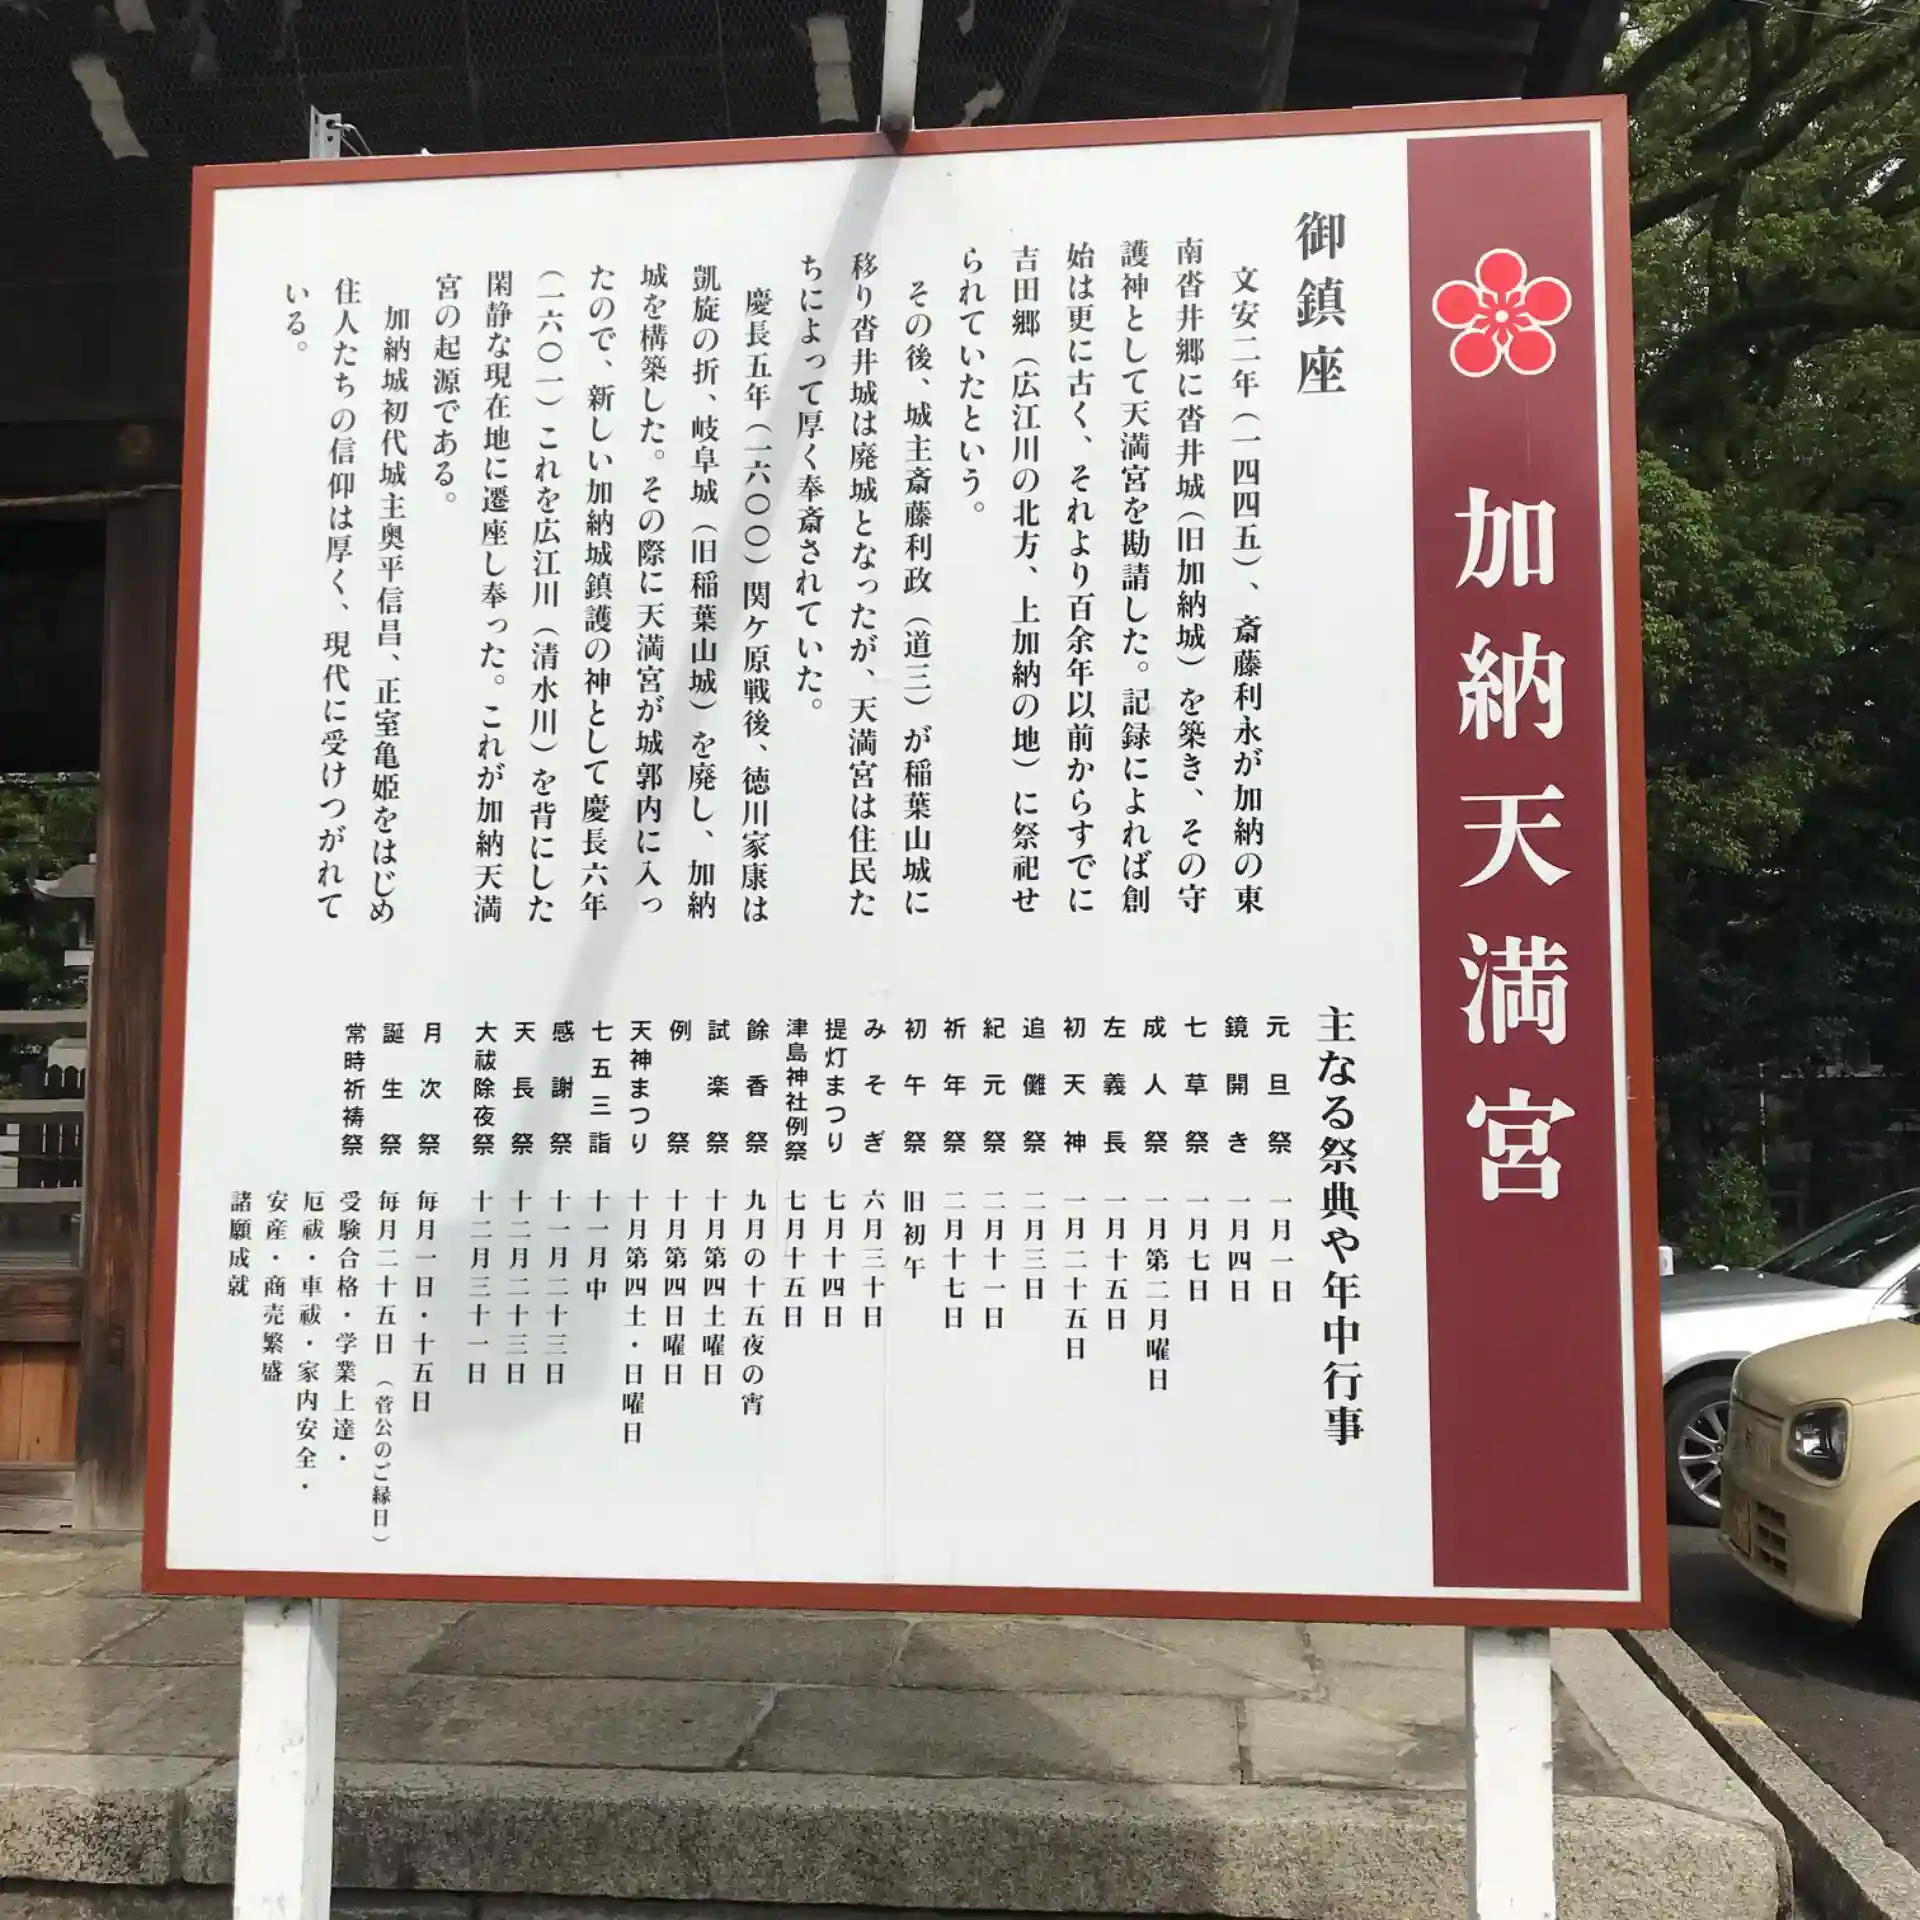 加納天満宮
御鎮座
文安二年（一四四五）、斎藤利永が加納の東
南沓井郷に沓井城（旧加納城）を築き、その守
護神として天満宮を勘請した。記録によれば創
始は更に古く、それより百余年以前からすでに
吉田郷（広江川の北方、上加納の地）に祭祀せ
られていたという。
その後、城主斎藤利政（道三）が稲葉山城に
移り沓井城は廃城となったが、天満宮は住民た
ちによって厚く奉斎されていた。
慶長五年（一六〇〇）関ケ原戦後、徳川家康は
凱旋の折、岐阜城（旧稲葉山城）を廃し、加納
城を構築した。その際に天満宮が城郭内に入っ
たので、新しい加納城鎮護の神として慶長六年
（一六〇一）これを広江川（清水川）を背にした
閑静な現在地に遷座し奉った。これが加納天満
宮の起源である。
加納城初代城主奥平信昌、正室亀姫をはじめ
住人たちの信仰は厚く、現代に受けつがれて
いる。
主なる祭典や年中行事
元旦祭 一月一日
鏡開き 一月四日
七草祭 一月七日
成人祭 一月第二月曜日
左義長 一月十五日
初天神 一月二十五日
追儺祭 二月三日
紀元祭 二月十一日
祈年祭 二月十七日
初午祭 旧初午
みそぎ 六月三十日
提灯まつり 七月十四日
津島神社例祭 七月十五日
餘香祭 九月の十五夜の宵
試楽祭 十月第四土曜日
例祭 十月第四日曜日
天神まつり 十月第四土・日曜日
七五三詣 十一月中
感謝祭 十一月二十三日
天長祭 十二月二十三日
大祓除夜祭 十二月三十一日
月次祭 毎月一日・十五日
誕生祭 毎月二十五日（菅公のご縁日）
常時祈祷祭 受験合格・学業上達・
厄祓・車祓・家内安全・
安産・商売繁盛
諸願成就